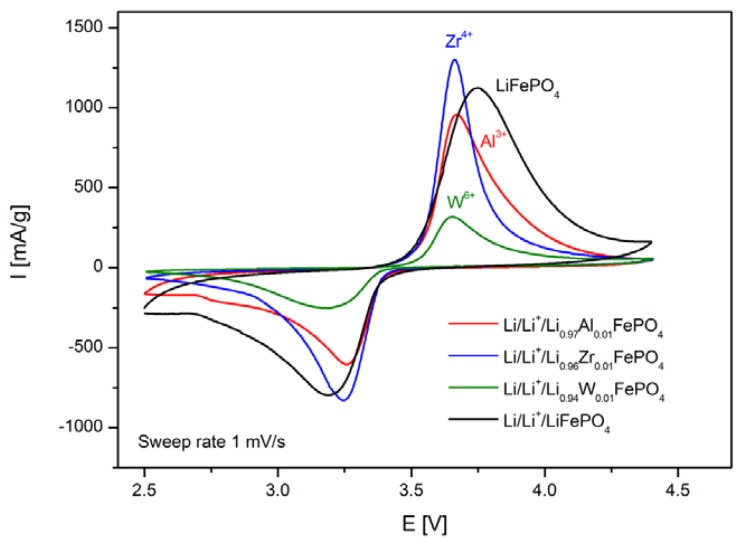 1500
1000
500
0
-500
-1000
I [mA/g]
Zr4+
LiFePO4
Al3+
W6+
Li/Li+/Li0.97Al0.01FePO4
Li/Li+/Li0.96Zr0.01FePO4
Li/Li+/Li0.94W0.01FePO4
Li/Li+/LiFePO4
Sweep rate 1 mV/s
2.5 3.0 3.5 4.0 4.5
E [V]